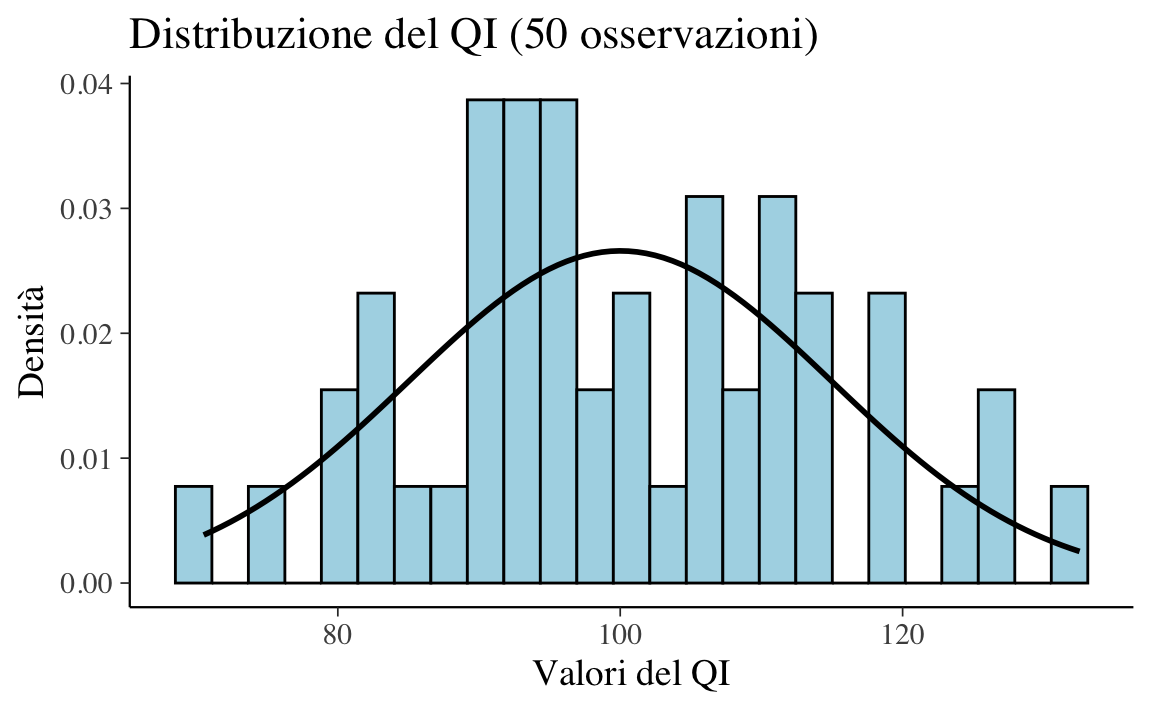 Distribuzione del QI (50 osservazioni)
0.04
0.03
0.02
0.01
0.00
Densità
80 100 120
Valori del QI